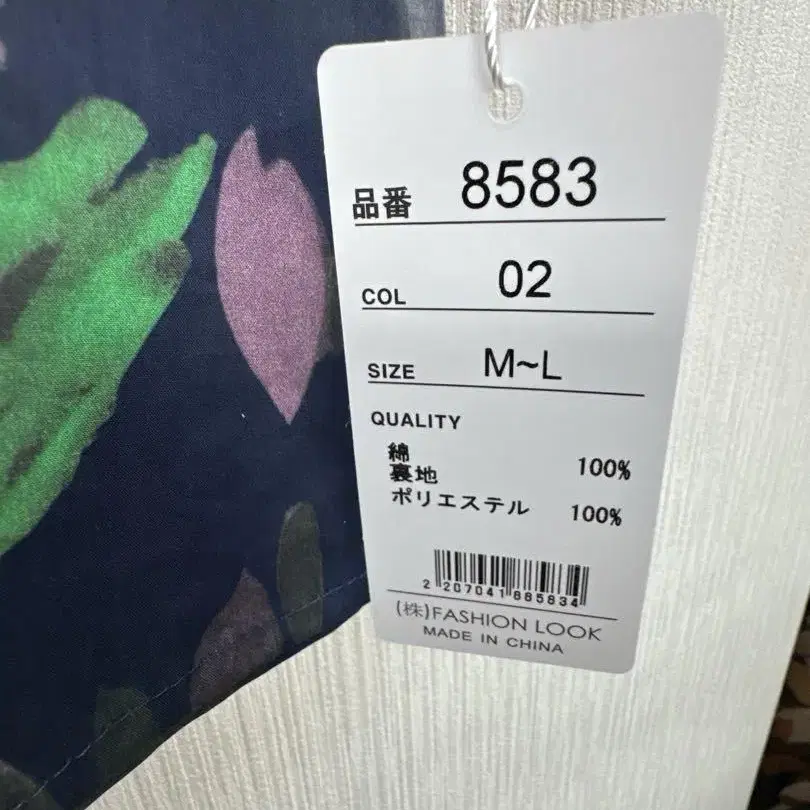 品番 8583
COL 02
SIZE M~L
QUALITY
綿 100%
裏地
ポリエステル 100%
2 207041 885834
(株)FASHION LOOK
MADE IN CHINA